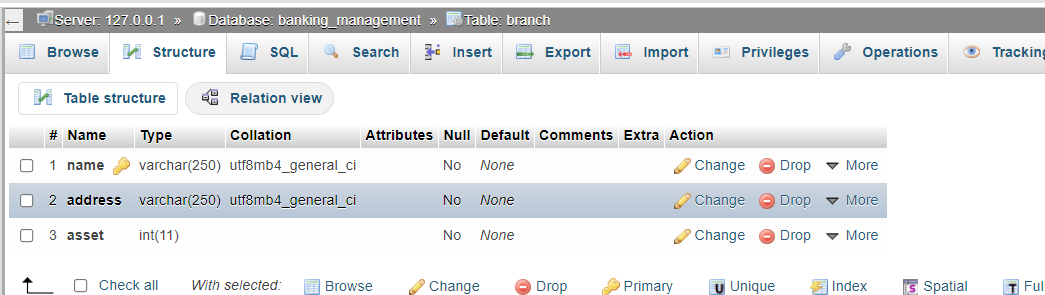 ← Server: 127.0.0.1 » Database: banking_management » Table: branch
Browse Structure SQL Search Insert Export Import Privileges Operations Tracking
Table structure Relation view
# Name Type Collation Attributes Null Default Comments Extra Action
1 name varchar(250) utf8mb4_general_ci No None Change Drop More
2 address varchar(250) utf8mb4_general_ci No None Change Drop More
3 asset int(11) No None Change Drop More
Check all With selected: Browse Change Drop Primary U Unique Index S Spatial T Ful